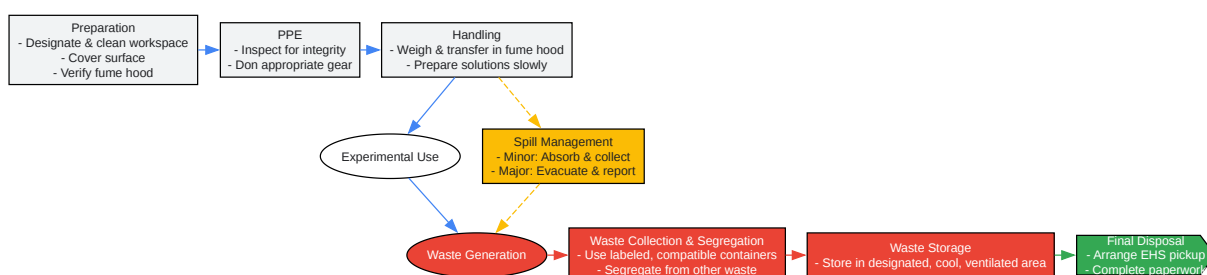 Preparation
- Designate & clean workspace
- Cover surface
- Verify fume hood
PPE
- Inspect for integrity
- Don appropriate gear
Handling
- Weigh & transfer in fume hood
- Prepare solutions slowly
Experimental Use
Spill Management
- Minor: Absorb & collect
- Major: Evacuate & report
Waste Generation
Waste Collection & Segregation
- Use labeled, compatible containers
- Segregate from other waste
Waste Storage
- Store in designated, cool, ventilated area
Final Disposal
- Arrange EHS pickup
- Complete paperwork